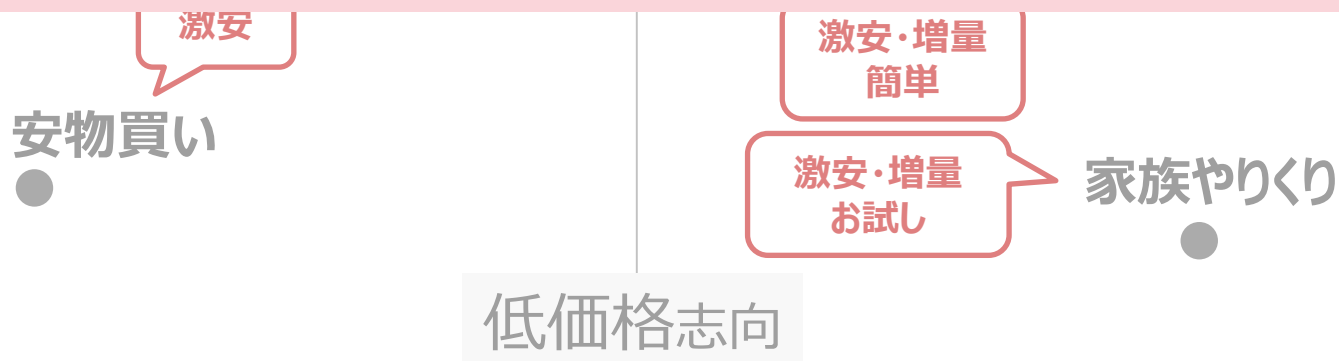 激安
激安･増量
簡単
安物買い
激安･増量
お試し
家族やりくり
低価格志向